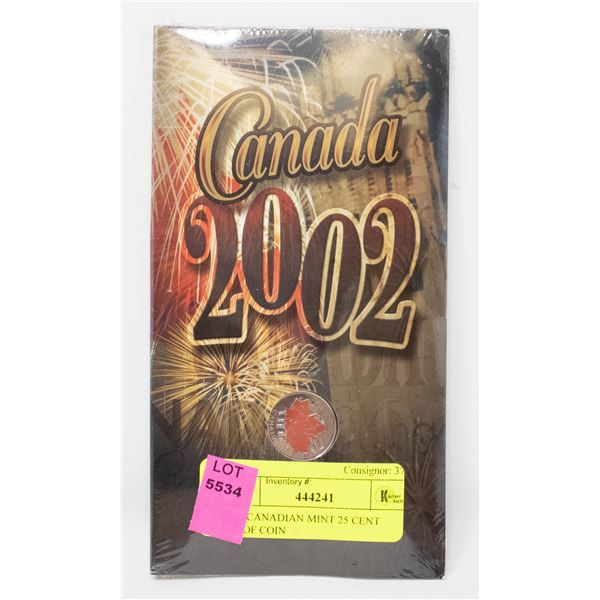 Canada
2002
LOT
5534
Consignor: 3
Inventory #:
444241
CANADIAN MINT 25 CENT
OF COIN